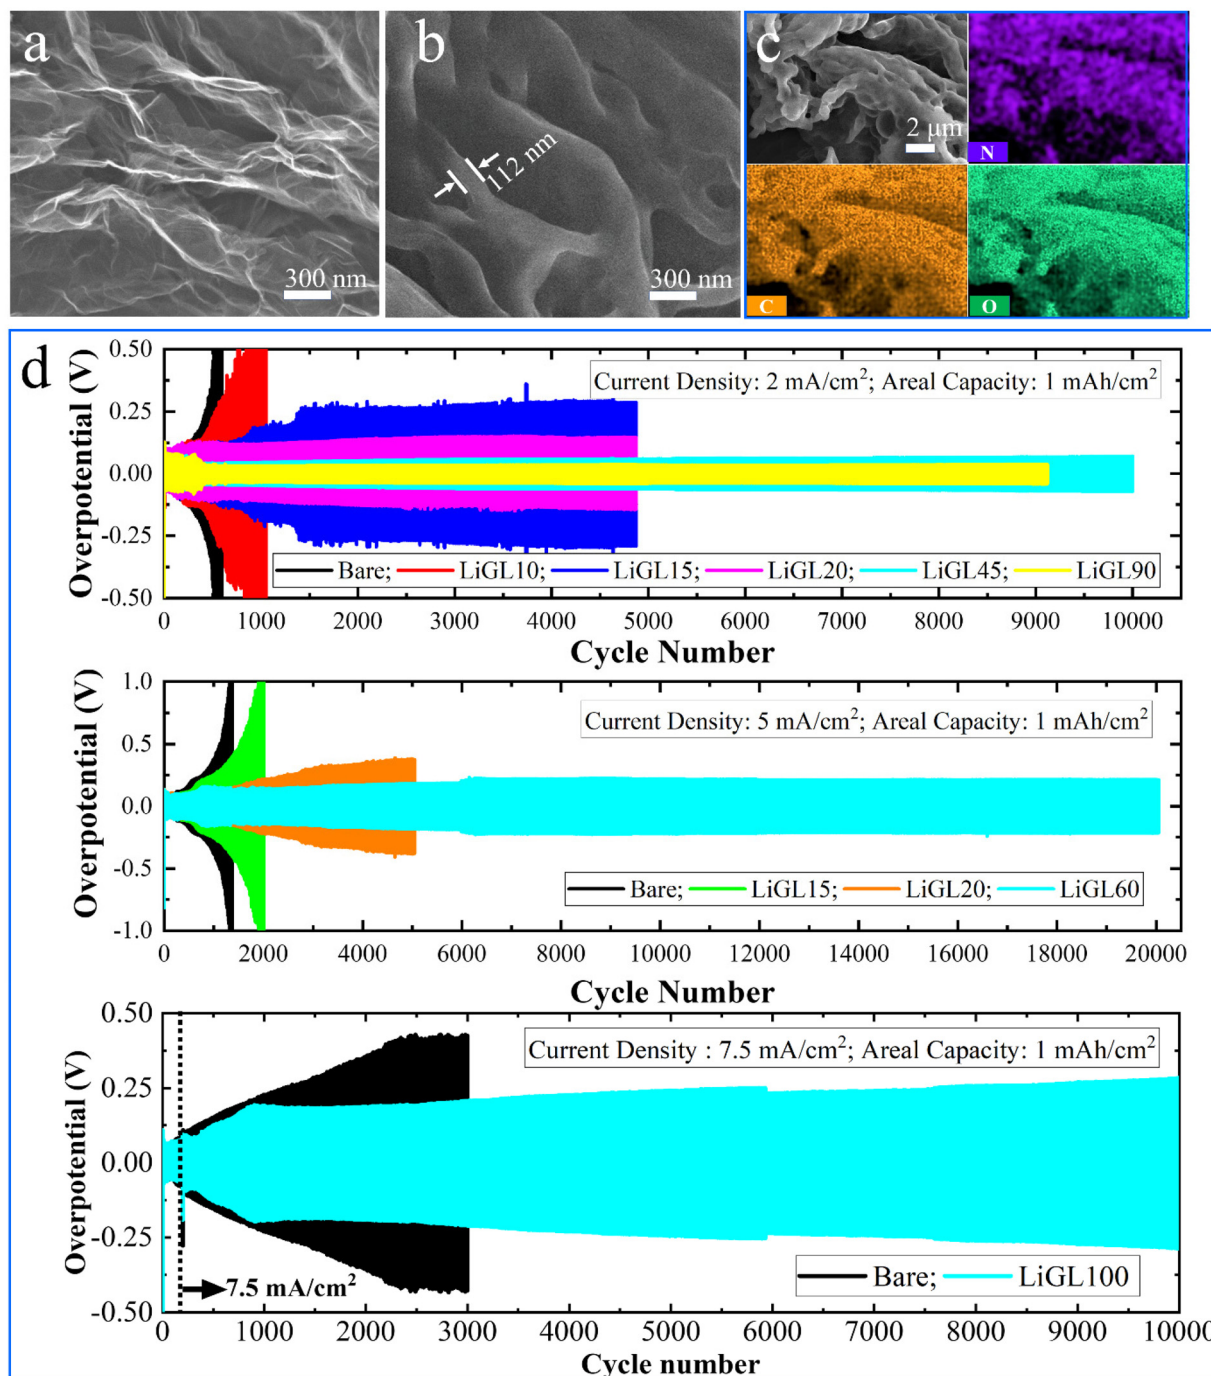 a
300 nm
b
112 nm
300 nm
c
2 μm
N
C
O
d
Overpotential (V)
0.50
0.25
0.00
-0.25
-0.50
Current Density: 2 mA/cm²; Areal Capacity: 1 mAh/cm²
Bare; LiGL10; LiGL15; LiGL20; LiGL45; LiGL90
0 1000 2000 3000 4000 5000 6000 7000 8000 9000 10000
Cycle Number
Overpotential (V)
1.0
0.5
0.0
-0.5
-1.0
Current Density: 5 mA/cm²; Areal Capacity: 1 mAh/cm²
Bare; LiGL15; LiGL20; LiGL60
0 2000 4000 6000 8000 10000 12000 14000 16000 18000 20000
Cycle Number
Overpotential (V)
0.50
0.25
0.00
-0.25
-0.50
Current Density : 7.5 mA/cm²; Areal Capacity: 1 mAh/cm²
7.5 mA/cm²
Bare; LiGL100
0 1000 2000 3000 4000 5000 6000 7000 8000 9000 10000
Cycle number